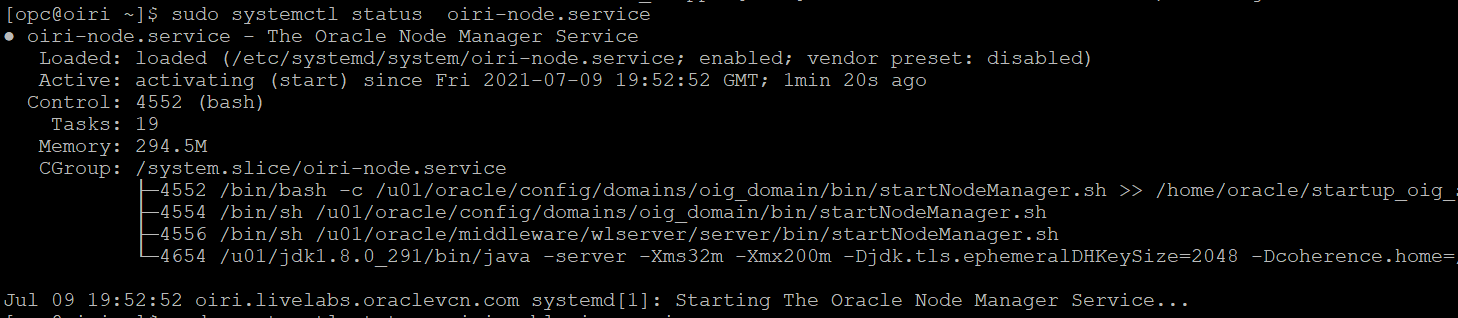 [opc@oiri ~]$ sudo systemctl status  oiri-node.service
● oiri-node.service - The Oracle Node Manager Service
   Loaded: loaded (/etc/systemd/system/oiri-node.service; enabled; vendor preset: disabled)
   Active: activating (start) since Fri 2021-07-09 19:52:52 GMT; 1min 20s ago
  Control: 4552 (bash)
    Tasks: 19
   Memory: 294.5M
   CGroup: /system.slice/oiri-node.service
           ├─4552 /bin/bash -c /u01/oracle/config/domains/oig_domain/bin/startNodeManager.sh >> /home/oracle/startup_oig_
           ├─4554 /bin/sh /u01/oracle/config/domains/oig_domain/bin/startNodeManager.sh
           ├─4556 /bin/sh /u01/oracle/middleware/wlserver/server/bin/startNodeManager.sh
           └─4654 /u01/jdk1.8.0_291/bin/java -server -Xms32m -Xmx200m -Djdk.tls.ephemeralDHKeySize=2048 -Dcoherence.home=
Jul 09 19:52:52 oiri.livelabs.oraclevcn.com systemd[1]: Starting The Oracle Node Manager Service...